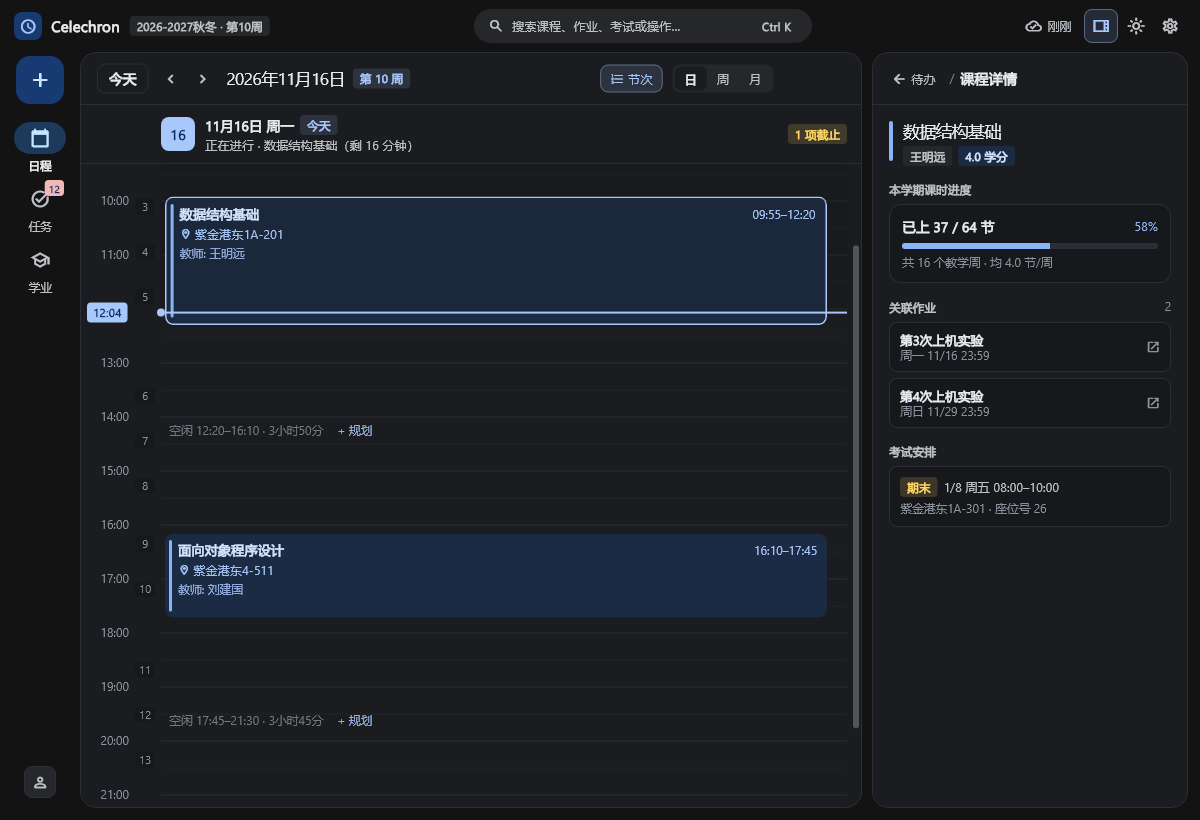 Celechron 2026-2027秋冬 · 第10周
搜索课程、作业、考试或操作... Ctrl K
刚刚
今天
2026年11月16日 第 10 周
节次
日 周 月
16
11月16日 周一 今天
正在进行 · 数据结构基础（剩 16 分钟）
1 项截止
日程
12
任务
学业
10:00
11:00
12:04
13:00
14:00
15:00
16:00
17:00
18:00
19:00
20:00
21:00
3
4
5
6
7
8
9
10
11
12
13
数据结构基础 09:55–12:20
紫金港东1A-201
教师: 王明远
空闲 12:20–16:10 · 3小时50分 + 规划
面向对象程序设计 16:10–17:45
紫金港东4-511
教师: 刘建国
空闲 17:45–21:30 · 3小时45分 + 规划
待办 / 课程详情
数据结构基础
王明远 4.0 学分
本学期课时进度
已上 37 / 64 节 58%
共 16 个教学周 · 均 4.0 节/周
关联作业 2
第3次上机实验
周一 11/16 23:59
第4次上机实验
周日 11/29 23:59
考试安排
期末 1/8 周五 08:00–10:00
紫金港东1A-301 · 座位号 26